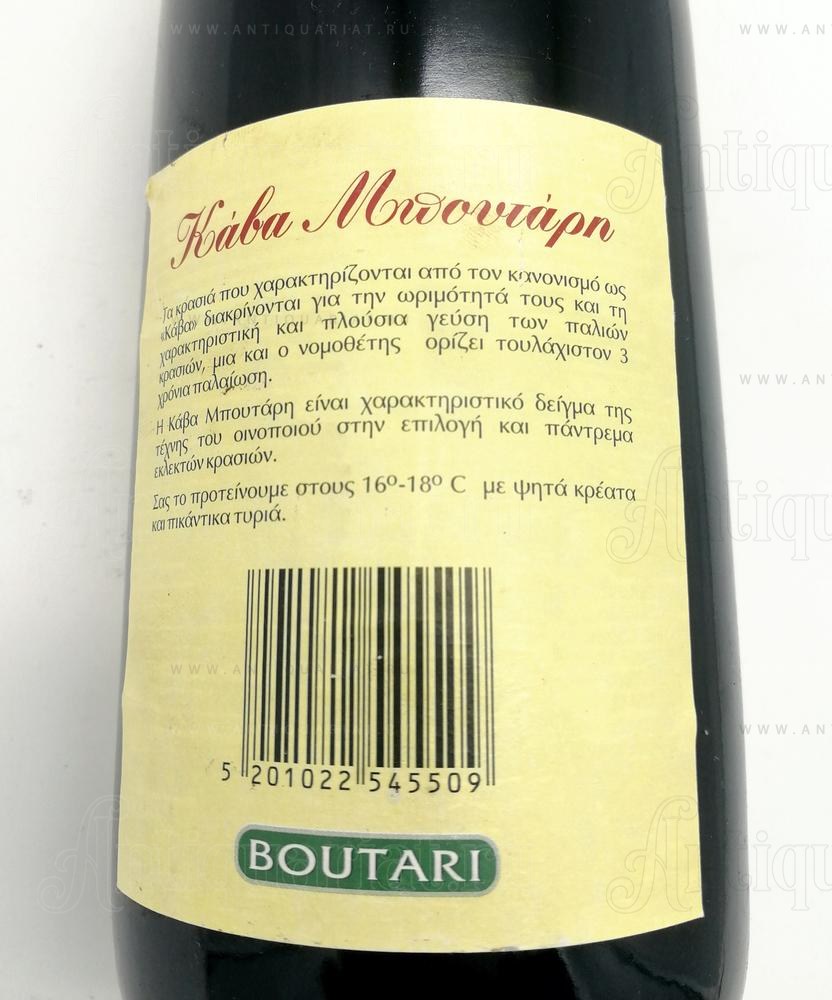 WWW.ANTIQUARIAT.RU
Κάβα Μπουτάρη
Τα κρασιά που χαρακτηρίζονται από τον κανονισμό ως
«Κάβα» διακρίνονται για την ωριμότητά τους και τη
χαρακτηριστική και πλούσια γεύση των παλιών
κρασιών, μια και ο νομοθέτης ορίζει τουλάχιστον 3
χρόνια παλαίωση.
Η Κάβα Μπουτάρη είναι χαρακτηριστικό δείγμα της
τέχνης του οινοποιού στην επιλογή και πάντρεμα
εκλεκτών κρασιών.
Σας το προτείνουμε στους 16º-18º C με ψητά κρέατα
και πικάντικα τυριά.
5 201022 545509
BOUTARI